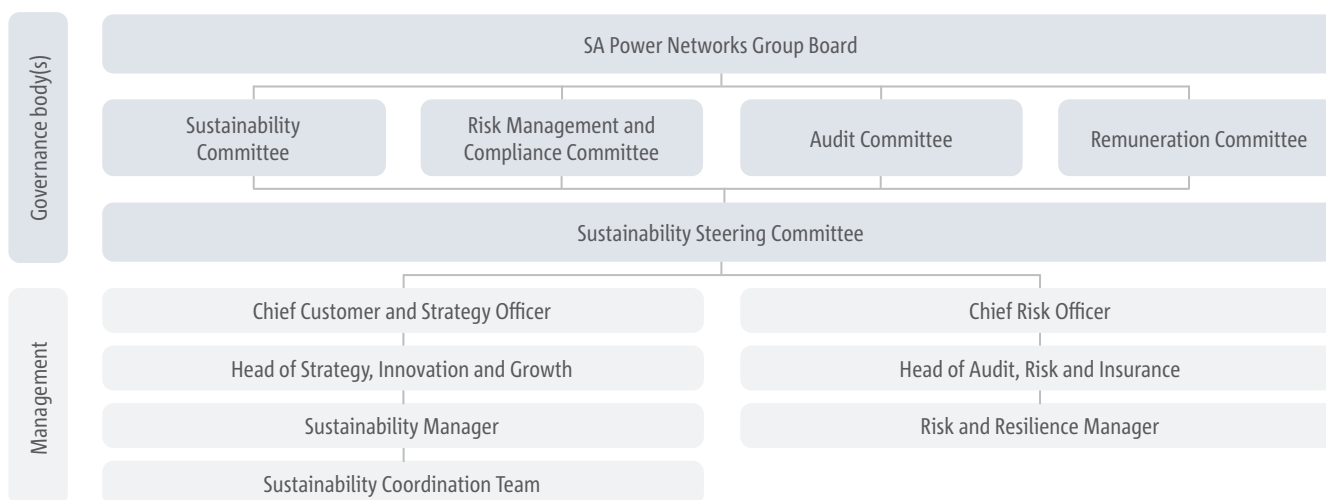 Governance body(s)
SA Power Networks Group Board
Sustainability
Committee
Risk Management and
Compliance Committee
Audit Committee
Remuneration Committee
Sustainability Steering Committee
Management
Chief Customer and Strategy Officer
Chief Risk Officer
Head of Strategy, Innovation and Growth
Head of Audit, Risk and Insurance
Sustainability Manager
Risk and Resilience Manager
Sustainability Coordination Team